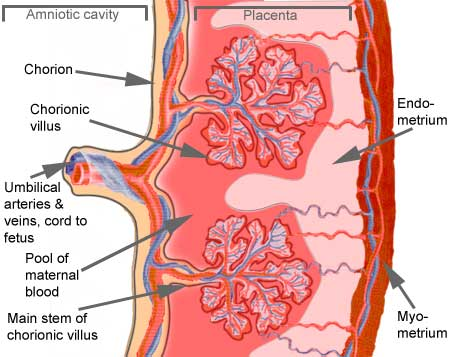 Amniotic cavity
Placenta
Chorion
Chorionic
villus
Endo-
metrium
Umbilical
arteries &
veins, cord to
fetus
Pool of
maternal
blood
Main stem of
chorionic villus
Myo-
metrium